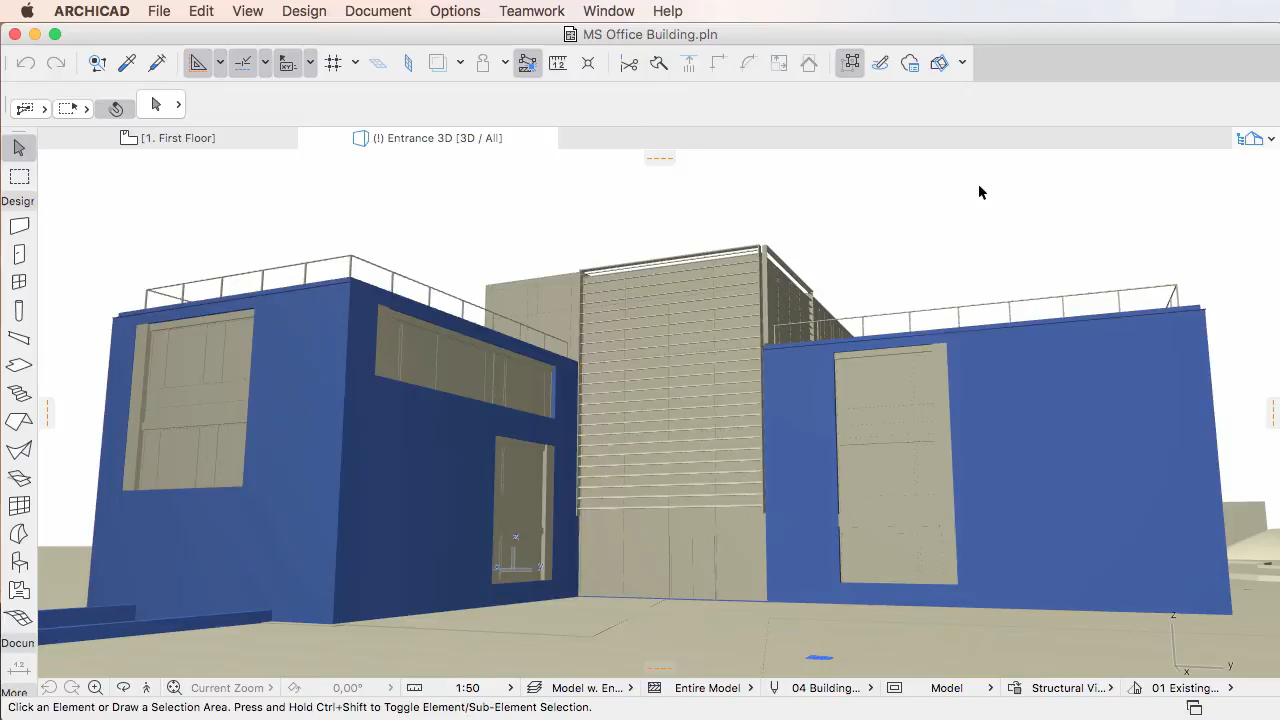 ARCHICAD File Edit View Design Document Options Teamwork Window Help
MS Office Building.pln
[1. First Floor] (!) Entrance 3D [3D / All]
Design
Docun
1.2
More
z
y
x
Current Zoom 0,00° 1:50 Model w. En... Entire Model 04 Building... Model Structural Vi... 01 Existing...
Click an Element or Draw a Selection Area. Press and Hold Ctrl+Shift to Toggle Element/Sub-Element Selection.